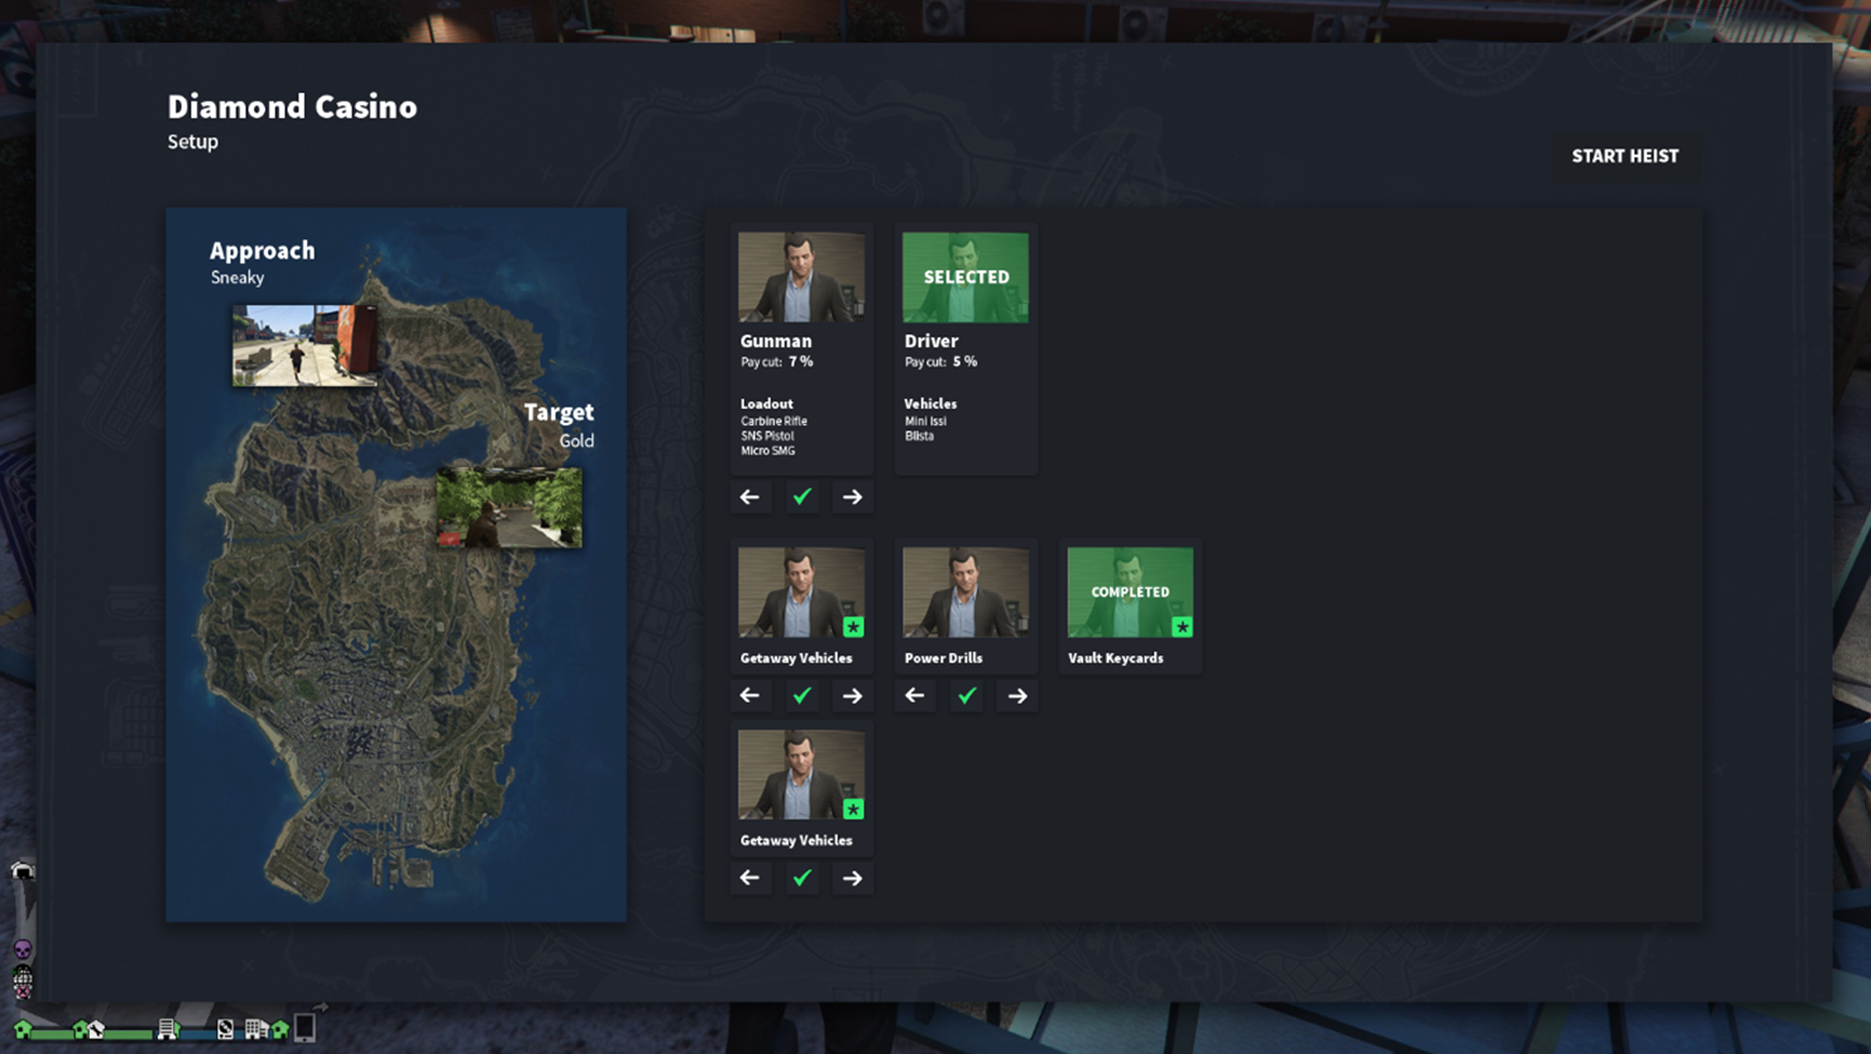 Diamond Casino
Setup
START HEIST
Approach
Sneaky
Target
Gold
Gunman
Pay cut: 7 %
Loadout
Carbine Rifle
SNS Pistol
Micro SMG
SELECTED
Driver
Pay cut: 5 %
Vehicles
Mini Issi
Blista
Getaway Vehicles
Power Drills
COMPLETED
Vault Keycards
Getaway Vehicles